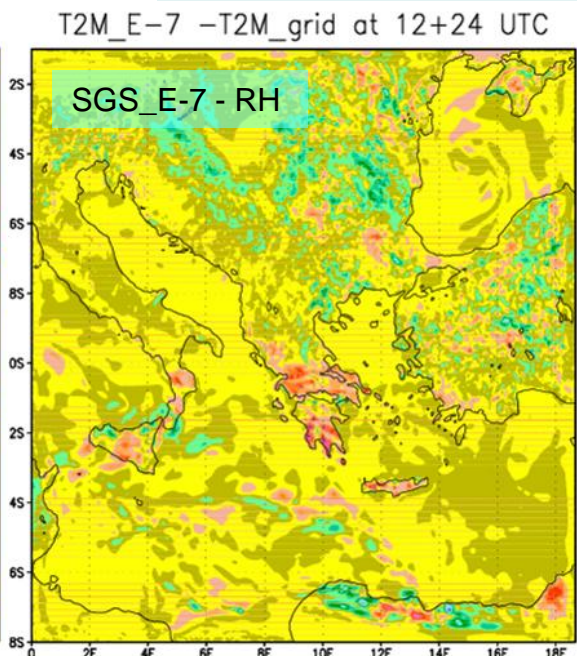 T2M_E-7 -T2M_grid at 12+24 UTC
SGS_E-7 - RH
2S
4S
6S
8S
0S
2S
4S
6S
8S
0 2E 4E 6E 8E 10E 12E 14E 16E 18E